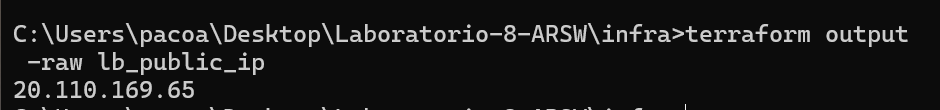 C:\Users\pacoa\Desktop\Laboratorio-8-ARSW\infra>terraform output
-raw lb_public_ip
20.110.169.65